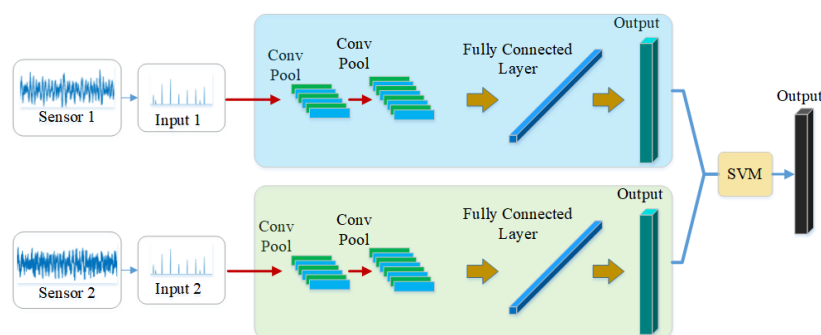 Sensor 1
Input 1
Conv
Pool
Conv
Pool
Fully Connected
Layer
Output
Sensor 2
Input 2
Conv
Pool
Conv
Pool
Fully Connected
Layer
Output
SVM
Output